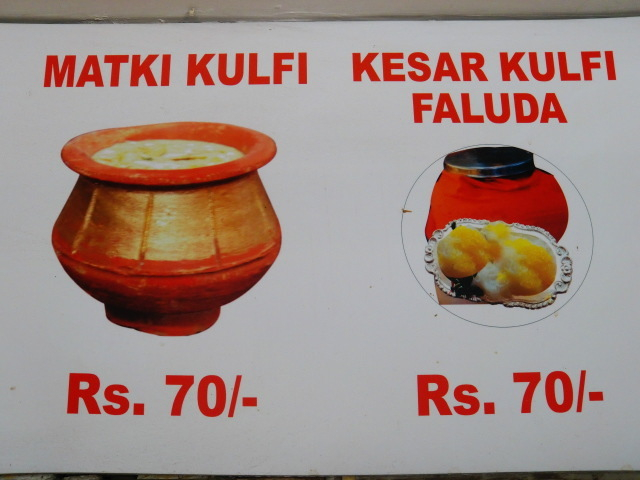 MATKI KULFI
Rs. 70/-
KESAR KULFI
FALUDA
Rs. 70/-